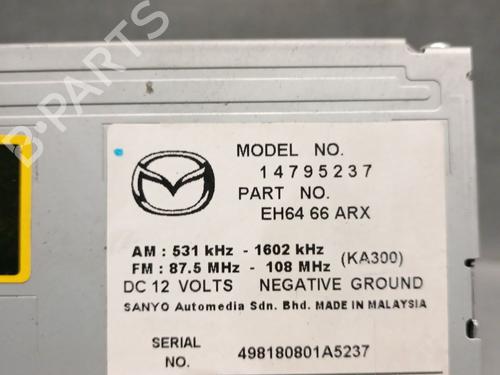 B-PARTS
MODEL NO.
14795237
PART NO.
EH64 66 ARX
AM : 531 kHz - 1602 kHz
FM : 87.5 MHz - 108 MHz (KA300)
DC 12 VOLTS NEGATIVE GROUND
SANYO Automedia Sdn. Bhd. MADE IN MALAYSIA
SERIAL
NO. 498180801A5237